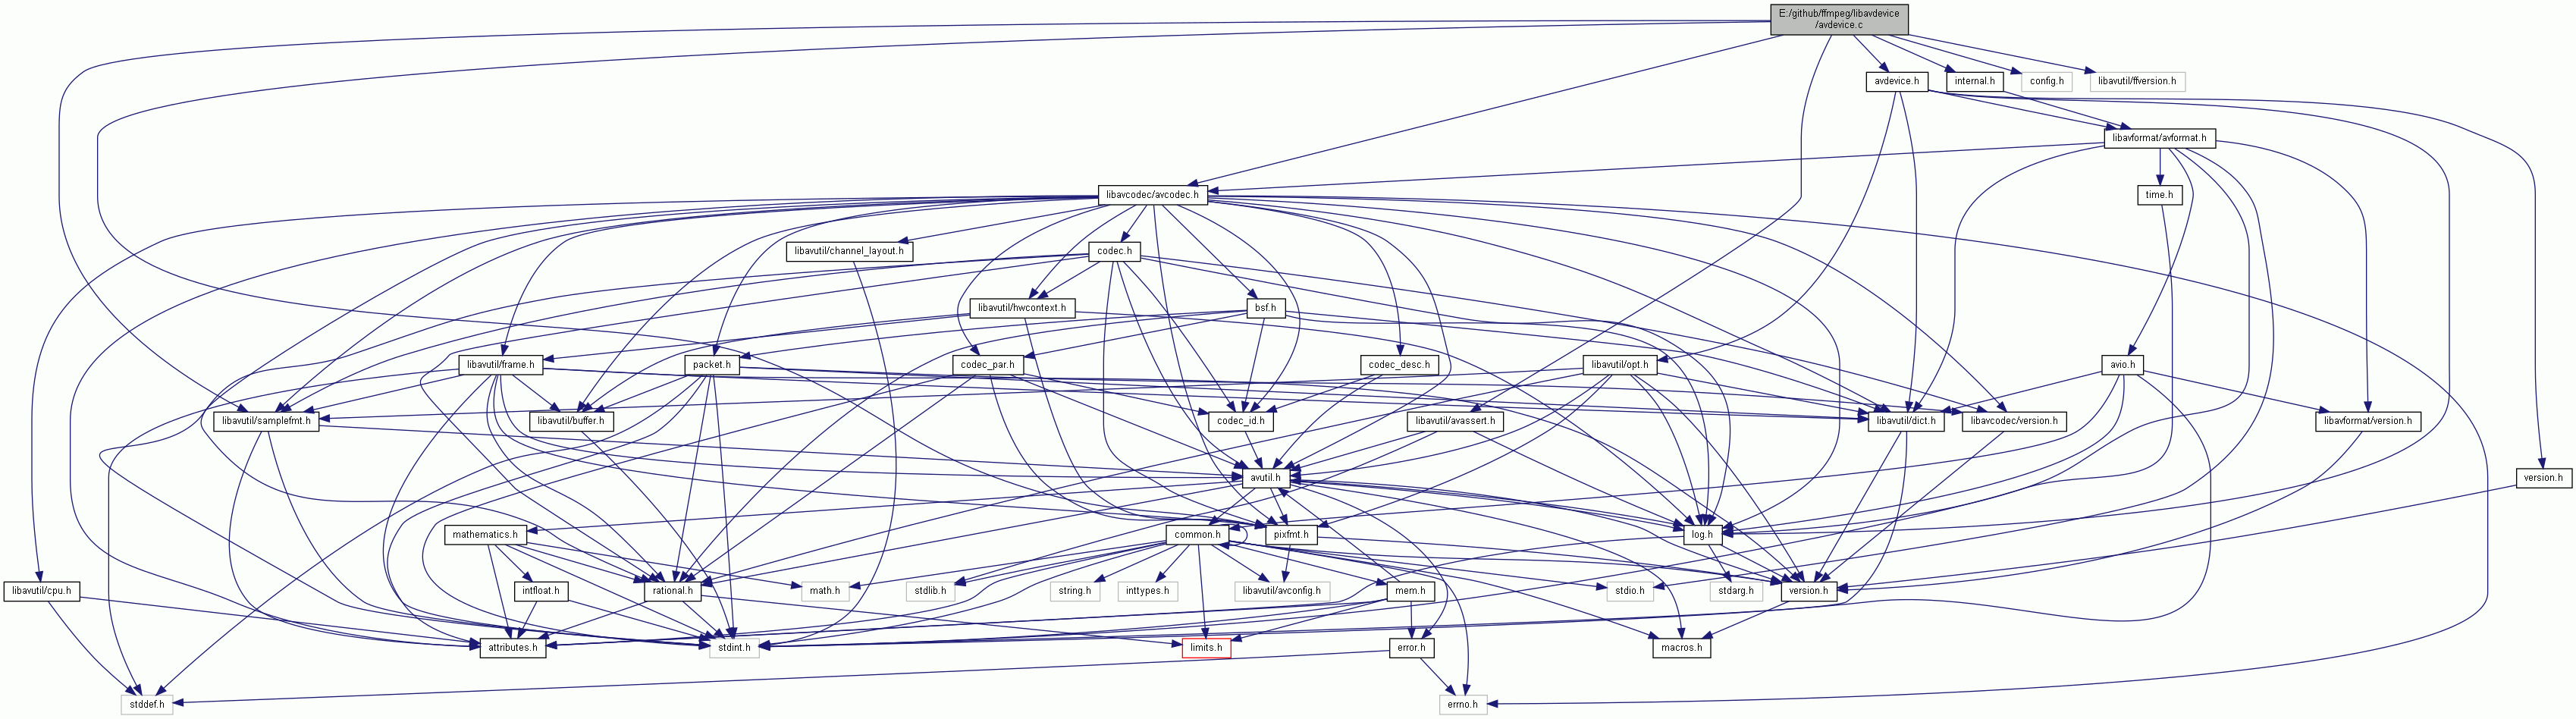 E:/github/ffmpeg/libavdevice
/avdevice.c
avdevice.h
internal.h
config.h
libavutil/ffversion.h
libavformat/avformat.h
libavcodec/avcodec.h
time.h
libavutil/channel_layout.h
codec.h
libavutil/hwcontext.h
bsf.h
libavutil/frame.h
packet.h
codec_par.h
codec_desc.h
libavutil/opt.h
avio.h
libavutil/samplefmt.h
libavutil/buffer.h
codec_id.h
libavutil/avassert.h
libavutil/dict.h
libavcodec/version.h
libavformat/version.h
avutil.h
version.h
mathematics.h
common.h
pixfmt.h
log.h
libavutil/cpu.h
intfloat.h
rational.h
math.h
stdlib.h
string.h
inttypes.h
libavutil/avconfig.h
mem.h
stdio.h
stdarg.h
version.h
attributes.h
stdint.h
limits.h
error.h
macros.h
stddef.h
errno.h